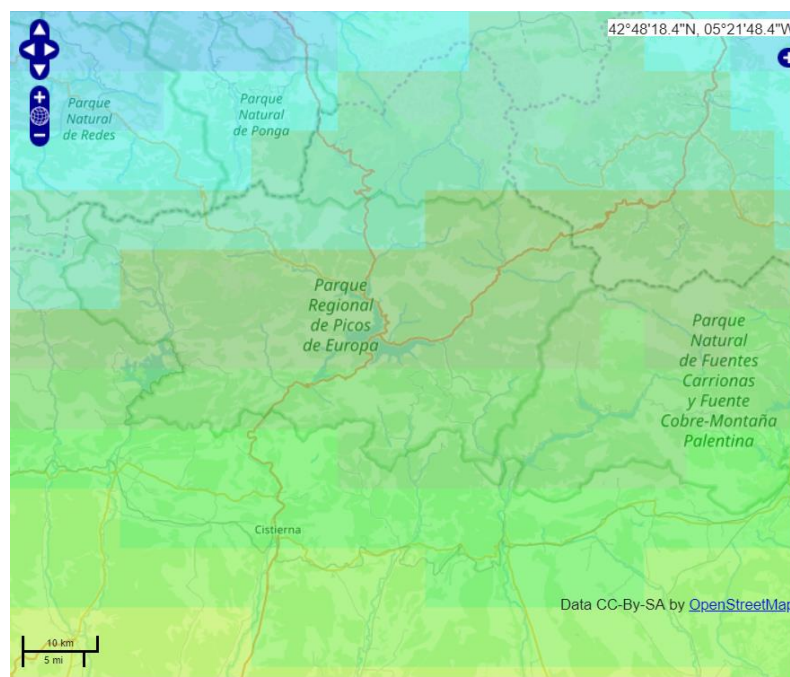 42°48'18.4"N, 05°21'48.4"W
Parque
Natural
de Redes
Parque
Natural
de Ponga
Parque
Regional
de Picos
de Europa
Parque
Natural
de Fuentes
Carrionas
y Fuente
Cobre-Montaña
Palentina
Cistierna
Data CC-By-SA by OpenStreetMap
10 km
5 mi